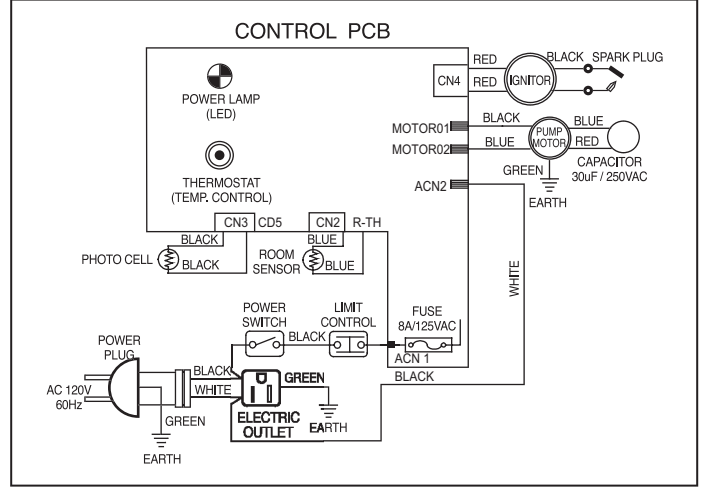 CONTROL PCB
POWER LAMP
(LED)
THERMOSTAT
(TEMP. CONTROL)
CN4
RED
RED
IGNITOR
BLACK
SPARK PLUG
MOTOR01
MOTOR02
BLACK
BLUE
PUMP
MOTOR
BLUE
RED
CAPACITOR
30uF / 250VAC
GREEN
EARTH
ACN2
WHITE
CN3
CD5
CN2
R-TH
BLACK
BLACK
PHOTO CELL
BLUE
BLUE
ROOM
SENSOR
POWER
SWITCH
BLACK
LIMIT
CONTROL
FUSE
8A/125VAC
ACN 1
BLACK
POWER
PLUG
AC 120V
60Hz
BLACK
WHITE
GREEN
EARTH
GREEN
ELECTRIC
OUTLET
EARTH